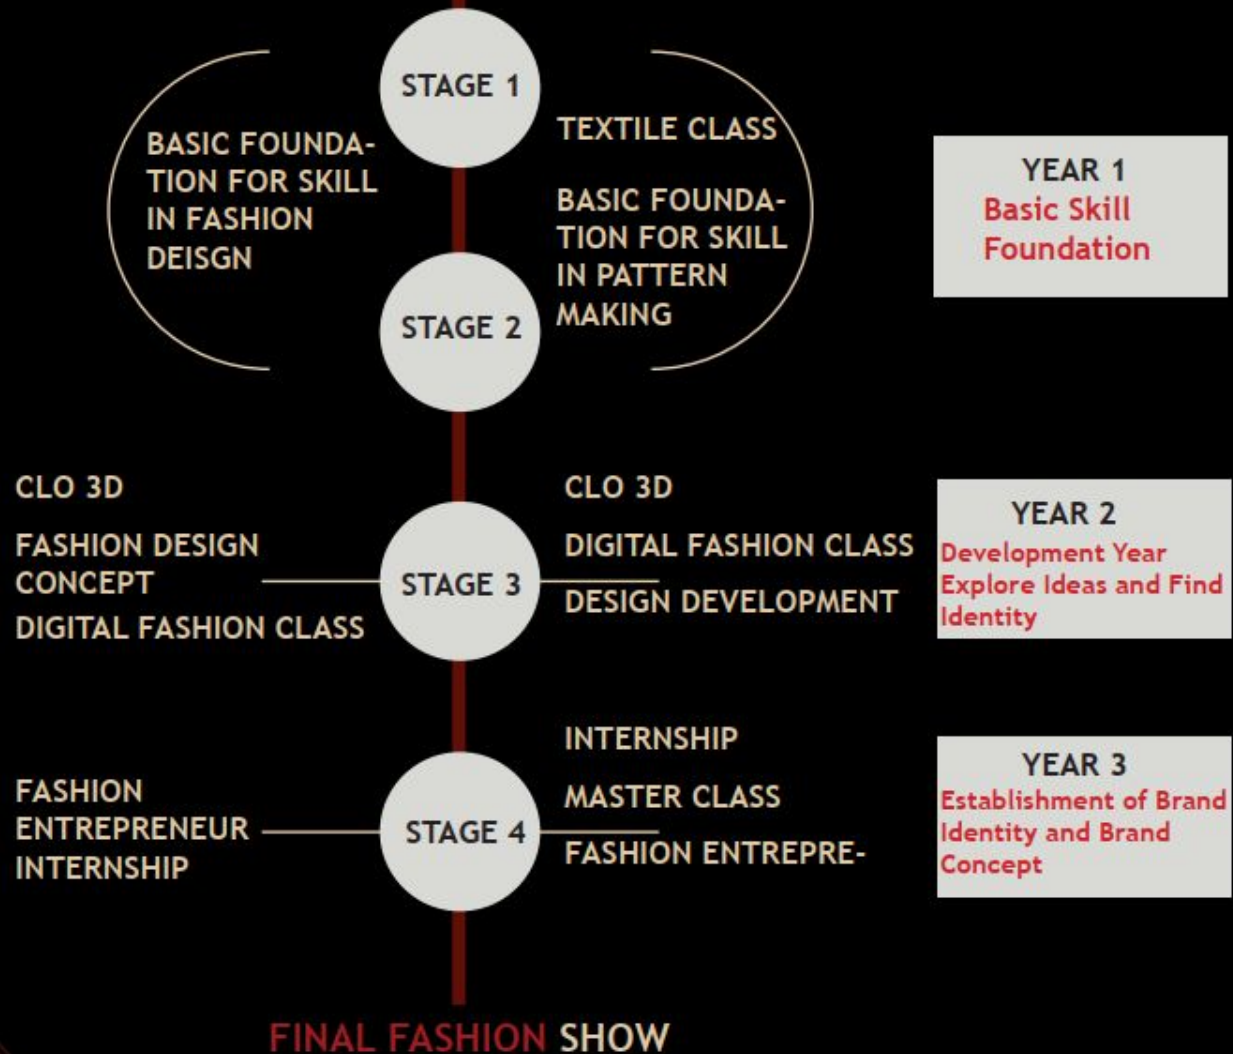 STAGE 1
BASIC FOUNDA-
TION FOR SKILL
IN FASHION
DEISGN
TEXTILE CLASS
BASIC FOUNDA-
TION FOR SKILL
IN PATTERN
MAKING
STAGE 2
YEAR 1
Basic Skill
Foundation
CLO 3D
FASHION DESIGN
CONCEPT
DIGITAL FASHION CLASS
STAGE 3
CLO 3D
DIGITAL FASHION CLASS
DESIGN DEVELOPMENT
YEAR 2
Development Year
Explore Ideas and Find
Identity
FASHION
ENTREPRENEUR
INTERNSHIP
STAGE 4
INTERNSHIP
MASTER CLASS
FASHION ENTREPRE-
YEAR 3
Establishment of Brand
Identity and Brand
Concept
FINAL FASHION SHOW